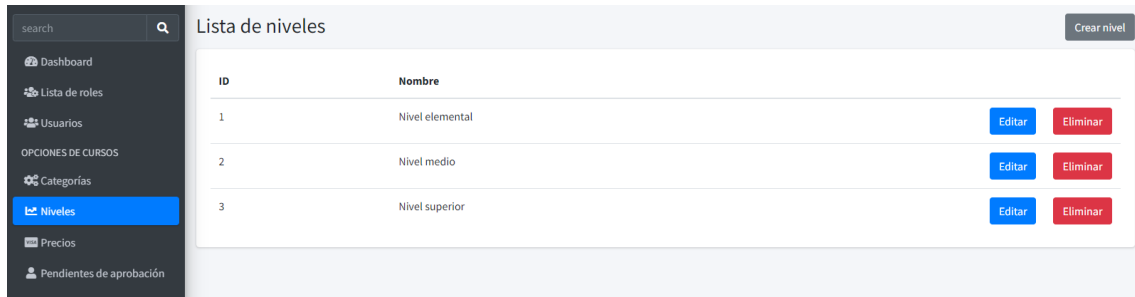 search
Dashboard
Lista de roles
Usuarios
OPCIONES DE CURSOS
Categorías
Niveles
Precios
Pendientes de aprobación
Lista de niveles
Crear nivel
ID Nombre
1 Nivel elemental Editar Eliminar
2 Nivel medio Editar Eliminar
3 Nivel superior Editar Eliminar